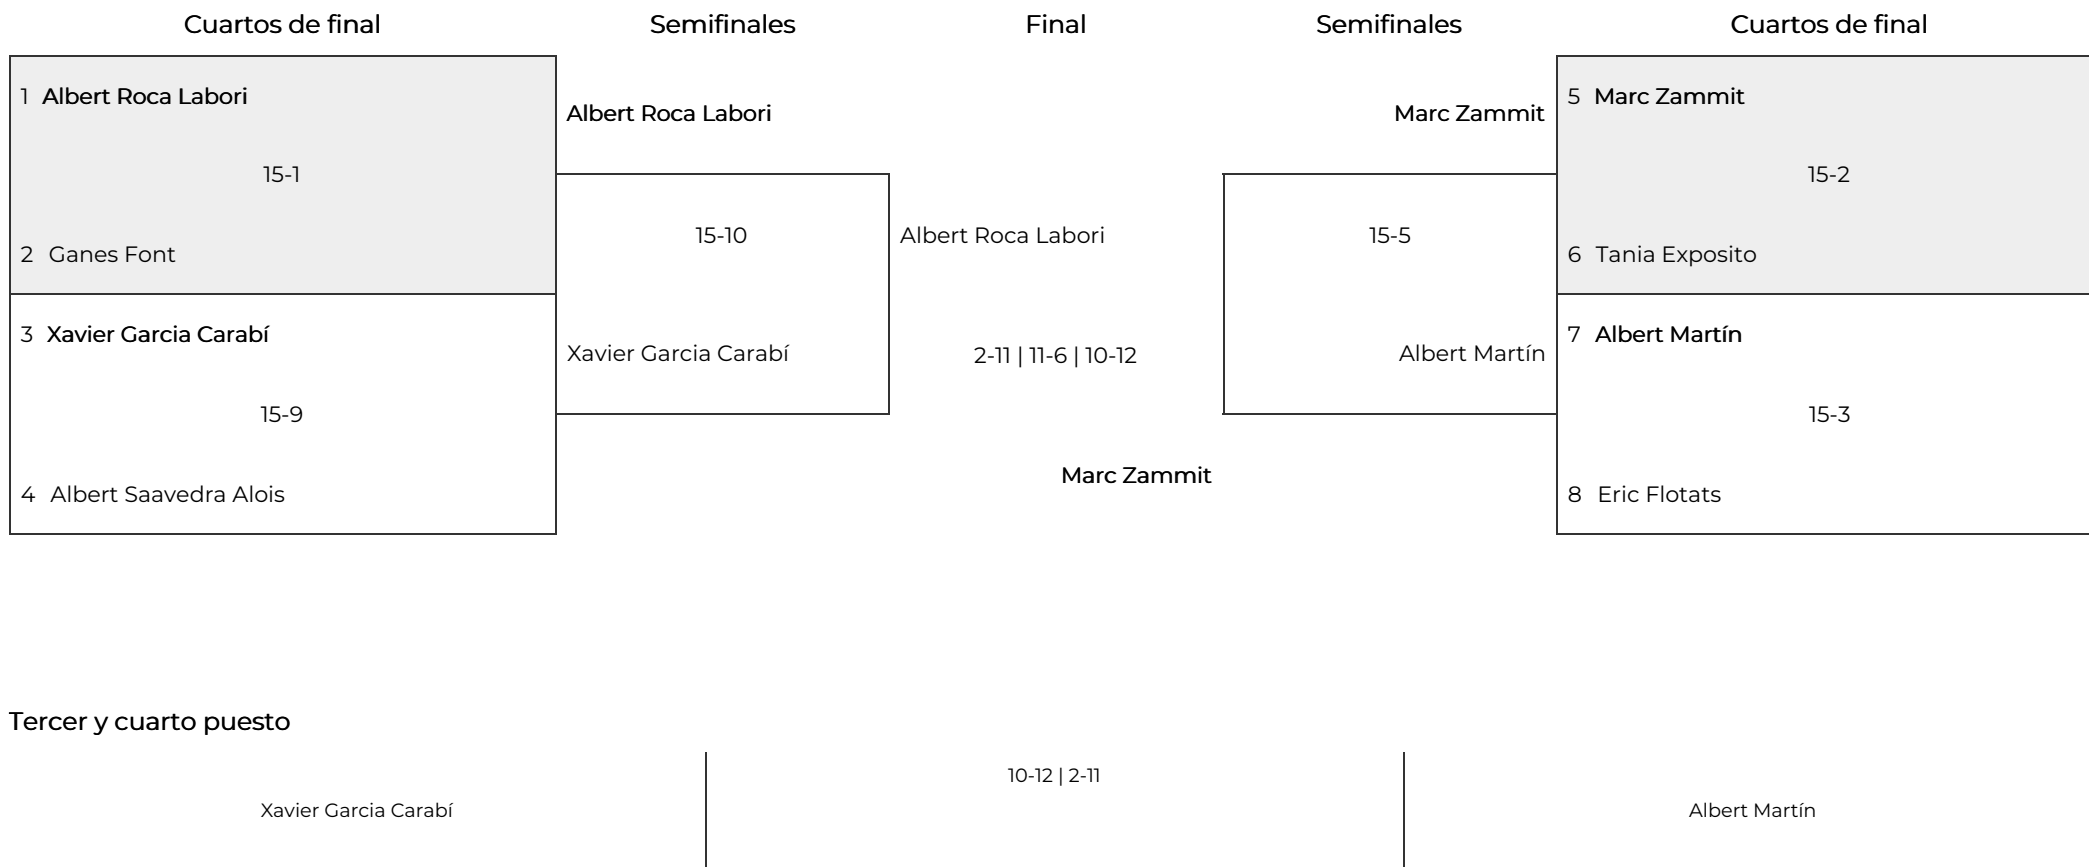 Cuartos de final
Semifinales
Final
Semifinales
Cuartos de final
1 Albert Roca Labori
15-1
2 Ganes Font
3 Xavier Garcia Carabí
15-9
4 Albert Saavedra Alois
Albert Roca Labori
15-10
Xavier Garcia Carabí
Albert Roca Labori
2-11 | 11-6 | 10-12
Marc Zammit
Marc Zammit
15-5
Albert Martín
5 Marc Zammit
15-2
6 Tania Exposito
7 Albert Martín
15-3
8 Eric Flotats
Tercer y cuarto puesto
Xavier Garcia Carabí
10-12 | 2-11
Albert Martín